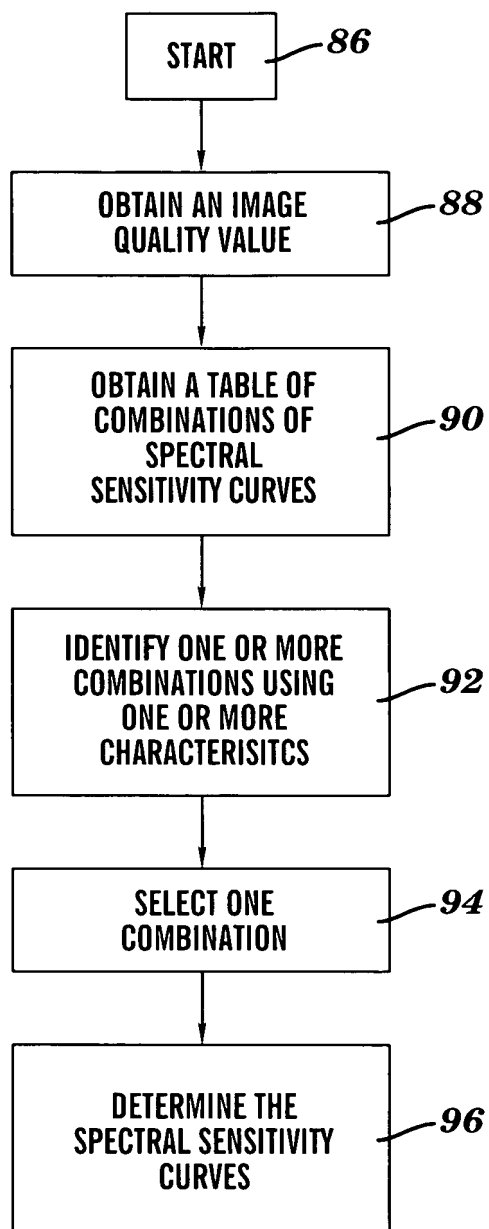 START
86
OBTAIN AN IMAGE
QUALITY VALUE
88
OBTAIN A TABLE OF
COMBINATIONS OF
SPECTRAL
SENSITIVITY CURVES
90
IDENTIFY ONE OR MORE
COMBINATIONS USING
ONE OR MORE
CHARACTERISITCS
92
SELECT ONE
COMBINATION
94
DETERMINE THE
SPECTRAL SENSITIVITY
CURVES
96